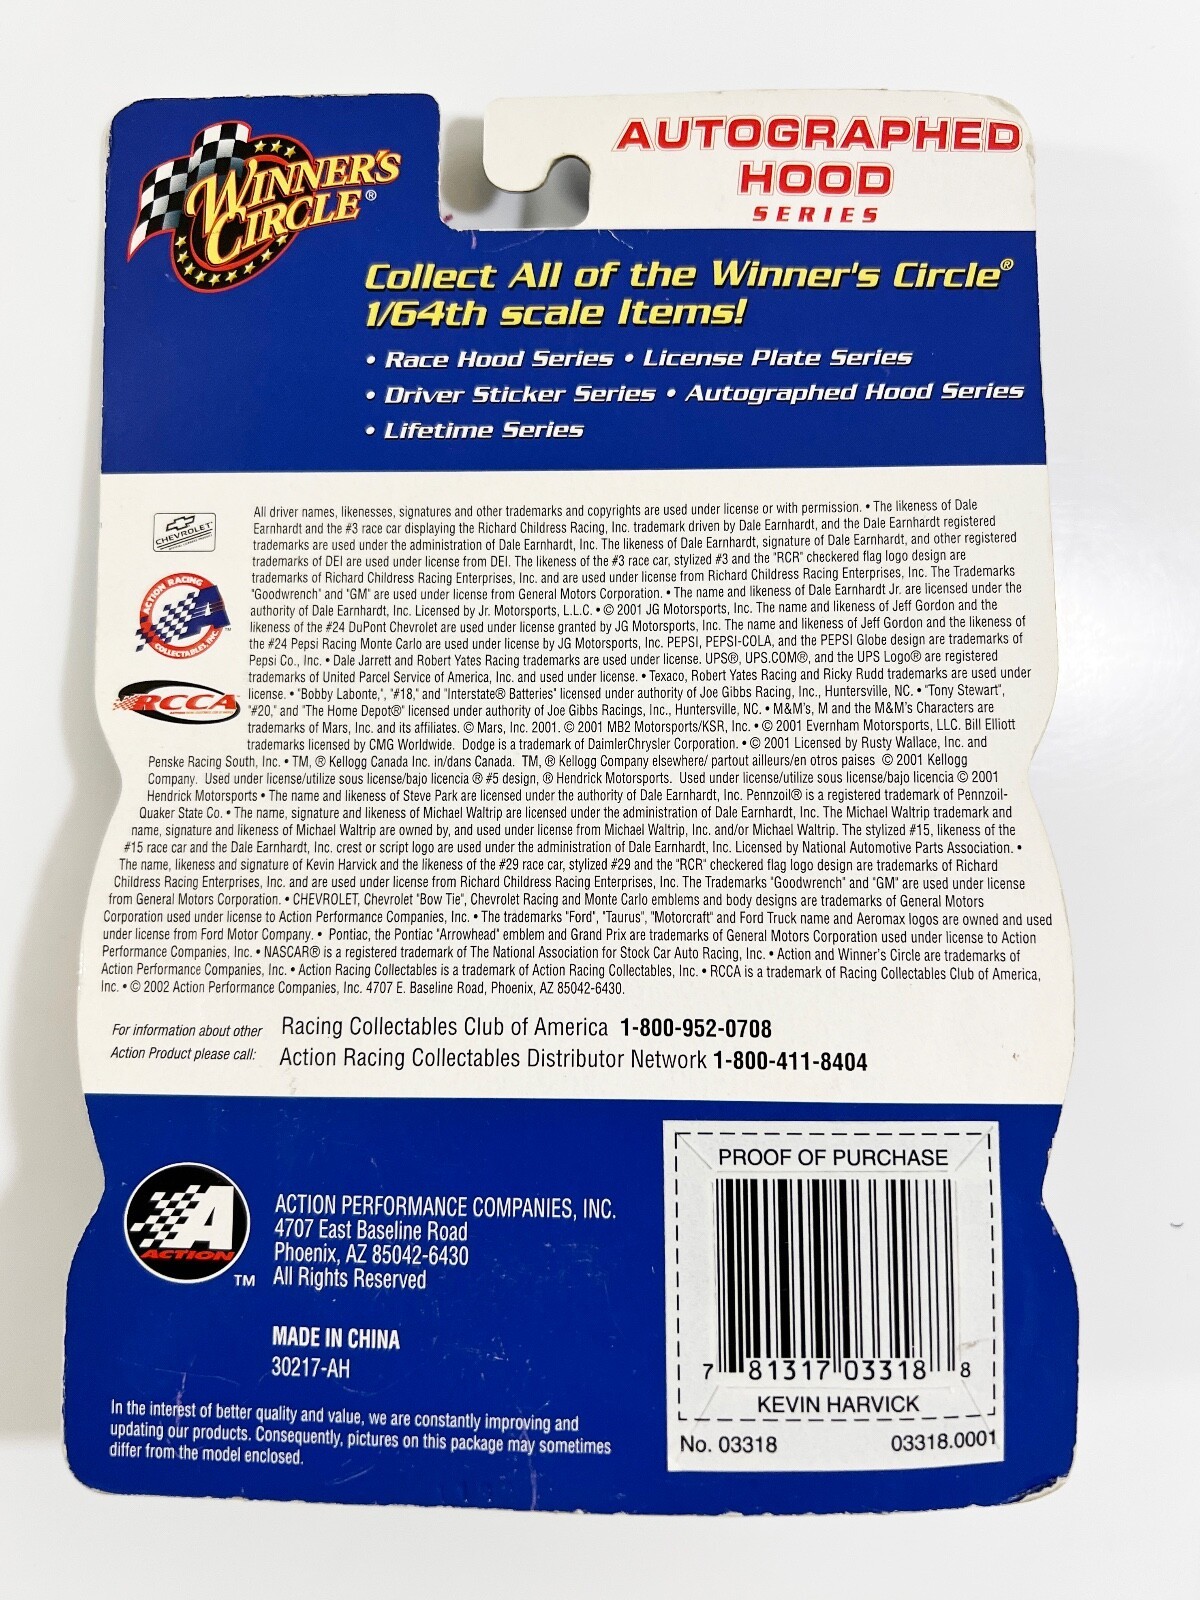 WINNER'S
CIRCLE®
AUTOGRAPHED
HOOD
SERIES
Collect All of the Winner's Circle®
1/64th scale Items!
• Race Hood Series • License Plate Series
• Driver Sticker Series • Autographed Hood Series
• Lifetime Series
CHEVROLET
ACTION RACING
COLLECTABLES, INC.
TM
RCCA
All driver names, likenesses, signatures and other trademarks and copyrights are used under license or with permission. • The likeness of Dale
Earnhardt and the #3 race car displaying the Richard Childress Racing, Inc. trademark driven by Dale Earnhardt, and the Dale Earnhardt registered
trademarks are used under the administration of Dale Earnhardt, Inc. The likeness of Dale Earnhardt, signature of Dale Earnhardt, and other registered
trademarks of DEI are used under license from DEI. The likeness of the #3 race car, stylized #3 and the "RCR" checkered flag logo design are
trademarks of Richard Childress Racing Enterprises, Inc. and are used under license from Richard Childress Racing Enterprises, Inc. The Trademarks
"Goodwrench" and "GM" are used under license from General Motors Corporation. • The name and likeness of Dale Earnhardt Jr. are licensed under the
authority of Dale Earnhardt, Inc. Licensed by Jr. Motorsports, L.L.C. • © 2001 JG Motorsports, Inc. The name and likeness of Jeff Gordon and the
likeness of the #24 DuPont Chevrolet are used under license granted by JG Motorsports, Inc. The name and likeness of Jeff Gordon and the likeness of
the #24 Pepsi Racing Monte Carlo are used under license by JG Motorsports, Inc. PEPSI, PEPSI-COLA, and the PEPSI Globe design are trademarks of
Pepsi Co., Inc. • Dale Jarrett and Robert Yates Racing trademarks are used under license. UPS®, UPS.COM®, and the UPS Logo® are registered
trademarks of United Parcel Service of America, Inc. and used under license. • Texaco, Robert Yates Racing and Ricky Rudd trademarks are used under
license. • "Bobby Labonte,", "#18," and "Interstate® Batteries" licensed under authority of Joe Gibbs Racing, Inc., Huntersville, NC. • "Tony Stewart",
"#20," and "The Home Depot®" licensed under authority of Joe Gibbs Racings, Inc., Huntersville, NC. • M&M's, M and the M&M's Characters are
trademarks of Mars, Inc. and its affiliates. © Mars, Inc. 2001. © 2001 MB2 Motorsports/KSR, Inc. • © 2001 Evernham Motorsports, LLC. Bill Elliott
trademarks licensed by CMG Worldwide. Dodge is a trademark of DaimlerChrysler Corporation. • © 2001 Licensed by Rusty Wallace, Inc. and
Penske Racing South, Inc. • TM, ® Kellogg Canada Inc. in/dans Canada. TM, ® Kellogg Company elsewhere/ partout ailleurs/en otros paises © 2001 Kellogg
Company. Used under license/utilize sous license/bajo licencia ® #5 design, ® Hendrick Motorsports. Used under license/utilize sous license/bajo licencia © 2001
Hendrick Motorsports • The name and likeness of Steve Park are licensed under the authority of Dale Earnhardt, Inc. Pennzoil® is a registered trademark of Pennzoil-
Quaker State Co. • The name, signature and likeness of Michael Waltrip are licensed under the administration of Dale Earnhardt, Inc. The Michael Waltrip trademark and
name, signature and likeness of Michael Waltrip are owned by, and used under license from Michael Waltrip, Inc. and/or Michael Waltrip. The stylized #15, likeness of the
#15 race car and the Dale Earnhardt, Inc. crest or script logo are used under the administration of Dale Earnhardt, Inc. Licensed by National Automotive Parts Association. •
The name, likeness and signature of Kevin Harvick and the likeness of the #29 race car, stylized #29 and the "RCR" checkered flag logo design are trademarks of Richard
Childress Racing Enterprises, Inc. and are used under license from Richard Childress Racing Enterprises, Inc. The Trademarks "Goodwrench" and "GM" are used under license
from General Motors Corporation. • CHEVROLET, Chevrolet "Bow Tie", Chevrolet Racing and Monte Carlo emblems and body designs are trademarks of General Motors
Corporation used under license to Action Performance Companies, Inc. • The trademarks "Ford", "Taurus", "Motorcraft" and Ford Truck name and Aeromax logos are owned and used
under license from Ford Motor Company. • Pontiac, the Pontiac "Arrowhead" emblem and Grand Prix are trademarks of General Motors Corporation used under license to Action
Performance Companies, Inc. • NASCAR® is a registered trademark of The National Association for Stock Car Auto Racing, Inc. • Action and Winner's Circle are trademarks of
Action Performance Companies, Inc. • Action Racing Collectables is a trademark of Action Racing Collectables, Inc. • RCCA is a trademark of Racing Collectables Club of America,
Inc. • © 2002 Action Performance Companies, Inc. 4707 E. Baseline Road, Phoenix, AZ 85042-6430.
For information about other
Action Product please call:
Racing Collectables Club of America 1-800-952-0708
Action Racing Collectables Distributor Network 1-800-411-8404
A
ACTION
TM
ACTION PERFORMANCE COMPANIES, INC.
4707 East Baseline Road
Phoenix, AZ 85042-6430
All Rights Reserved
MADE IN CHINA
30217-AH
In the interest of better quality and value, we are constantly improving and
updating our products. Consequently, pictures on this package may sometimes
differ from the model enclosed.
PROOF OF PURCHASE
7 81317 03318 8
KEVIN HARVICK
No. 03318 03318.0001